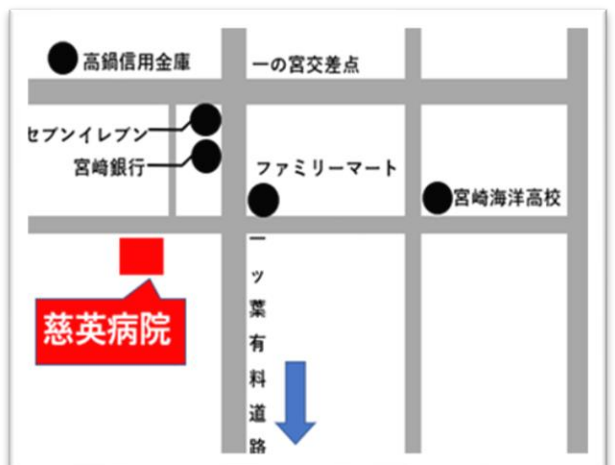 高鍋信用金庫
一の宮交差点
セブンイレブン
宮﨑銀行
ファミリーマート
宮崎海洋高校
慈英病院
一ッ葉有料道路